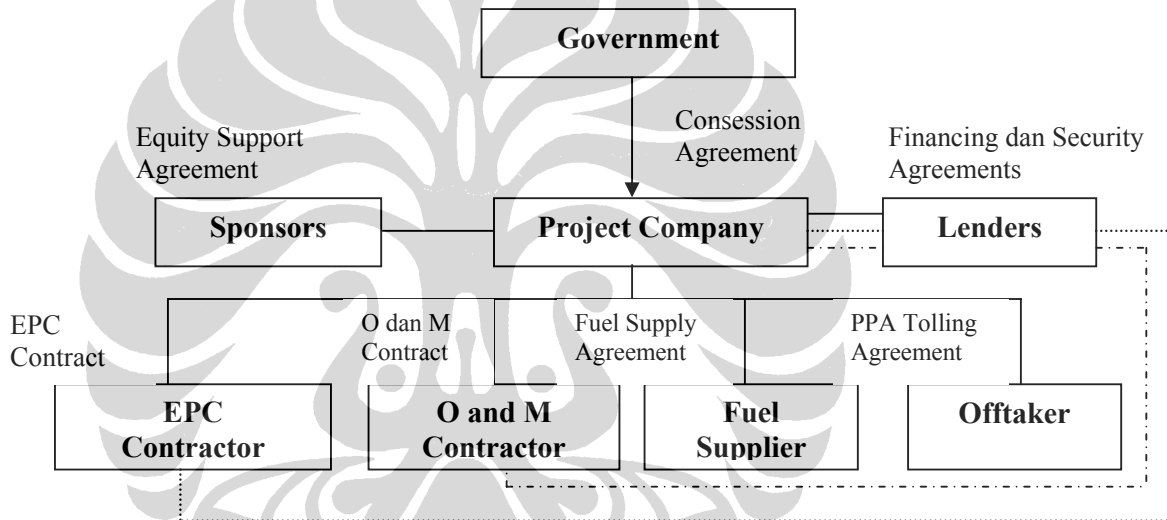 Government
Consession
Agreement
Equity Support
Agreement
Financing dan Security
Agreements
Sponsors
Project Company
Lenders
EPC
Contract
O dan M
Contract
Fuel Supply
Agreement
PPA Tolling
Agreement
EPC
Contractor
O and M
Contractor
Fuel
Supplier
Offtaker